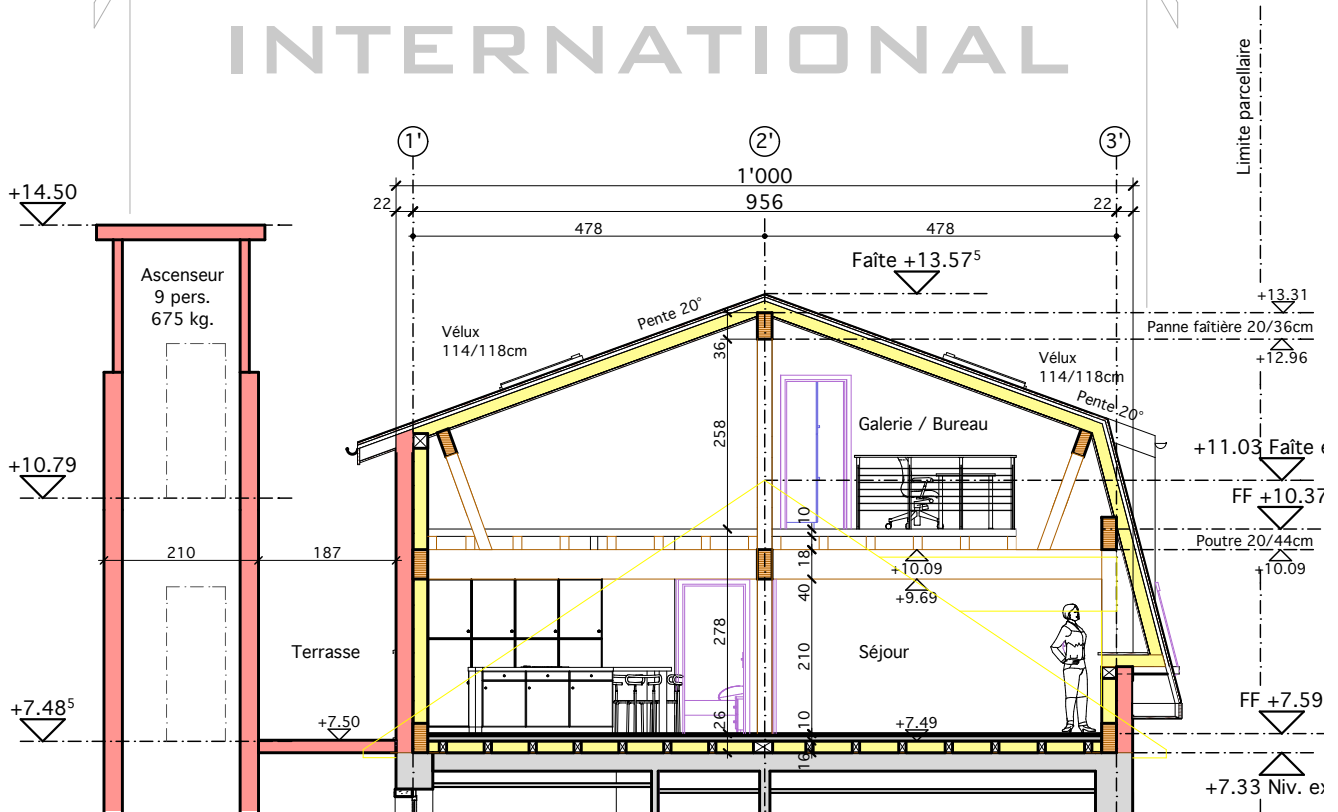 INTERNATIONAL
Limite parcellaire
1'
2'
3'
1'000
22
956
22
478
478
+14.50
Ascenseur
9 pers.
675 kg.
Faîte +13.57⁵
+13.31
Panne faîtière 20/36cm
+12.96
Vélux
114/118cm
Pente 20°
Vélux
114/118cm
Pente 20°
36
258
Galerie / Bureau
+10.79
+11.03 Faîte
FF +10.37
10
Poutre 20/44cm
+10.09
18
+10.09
210
187
40
+9.69
278
210
Terrasse
Séjour
+7.48⁵
+7.50
26
10
+7.49
FF +7.59
16
+7.33 Niv.